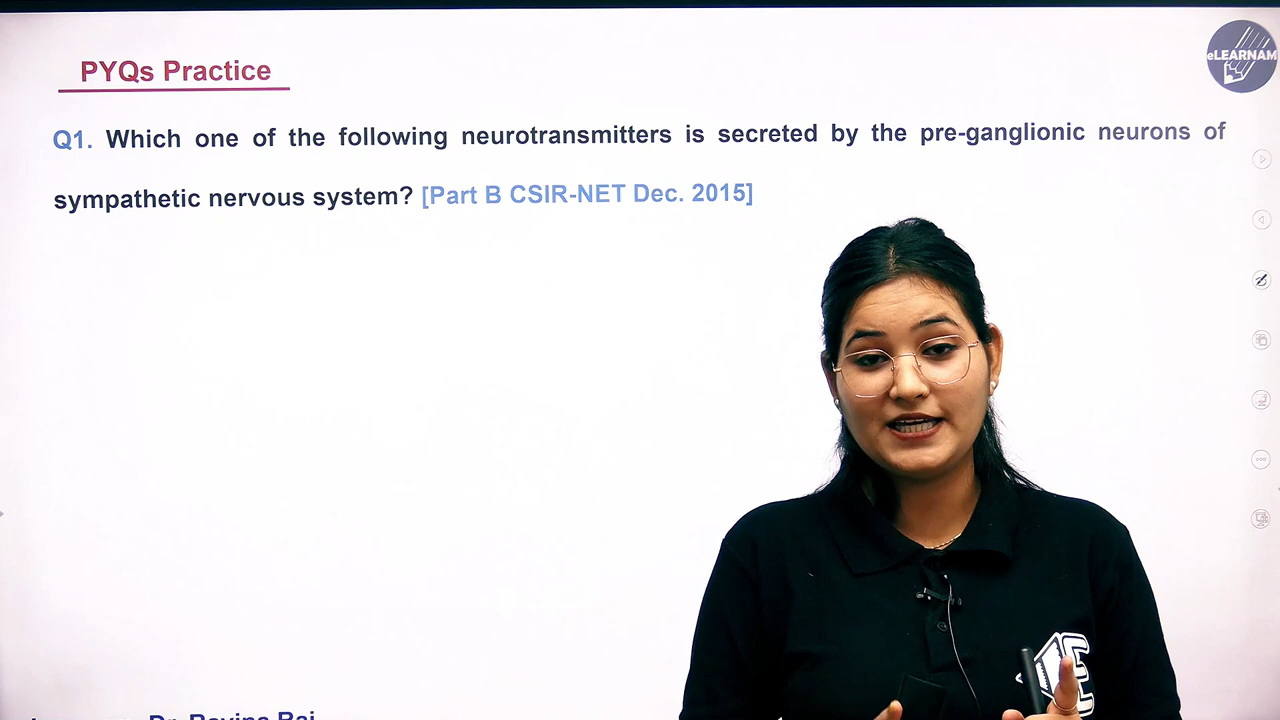 eLEARNAM
PYQs Practice
Q1. Which one of the following neurotransmitters is secreted by the pre-ganglionic neurons of
sympathetic nervous system? [Part B CSIR-NET Dec. 2015]
E